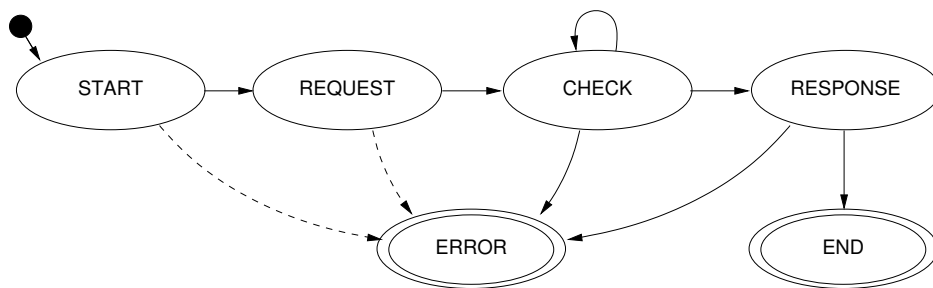 START
REQUEST
CHECK
RESPONSE
ERROR
END